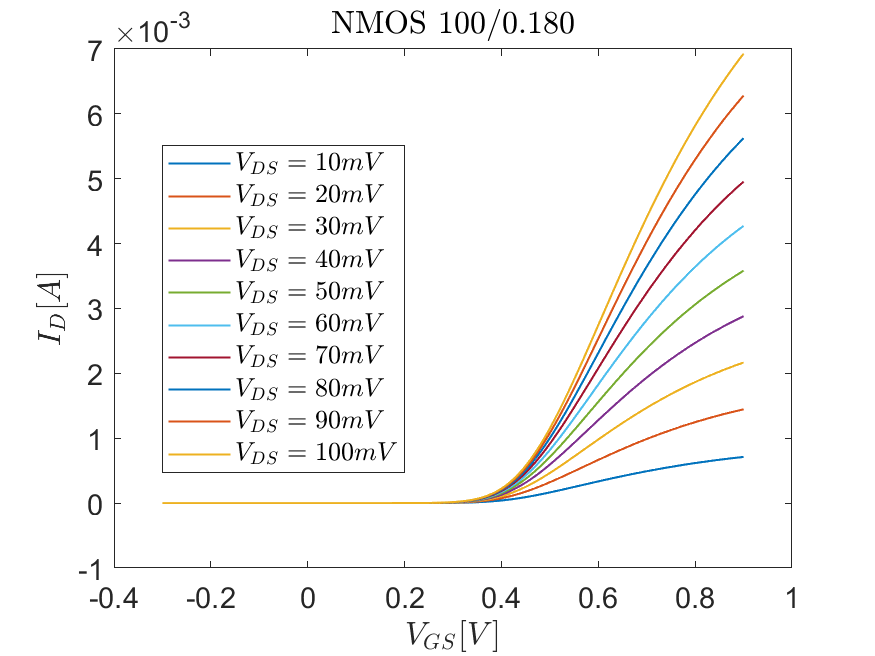 NMOS 100/0.180
×10-3
7
6
5
4
3
2
1
0
-1
I_D[A]
V_DS = 10mV
V_DS = 20mV
V_DS = 30mV
V_DS = 40mV
V_DS = 50mV
V_DS = 60mV
V_DS = 70mV
V_DS = 80mV
V_DS = 90mV
V_DS = 100mV
-0.4 -0.2 0 0.2 0.4 0.6 0.8 1
V_GS[V]